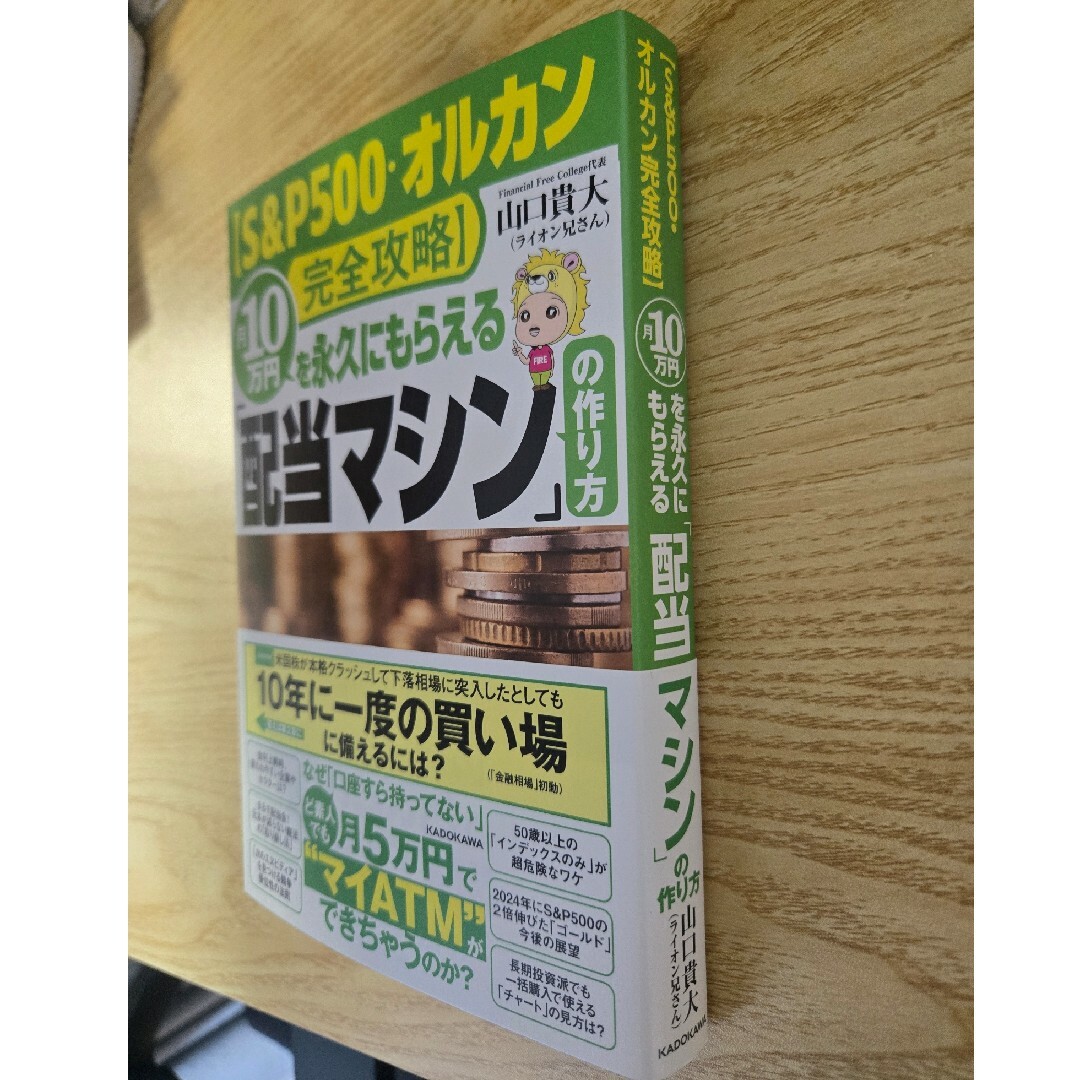 【S&P500・オルカン
完全攻略】
Financial Free College代表
山口貴大
(ライオン兄さん)
月10万円を永久にもらえる
「配当マシン」
の作り方
FIRE
米国株が本格クラッシュして下落相場に突入したとしても
10年に一度の買い場
に備えるには?
(「金融相場」初動)
なぜ「口座すら持ってない」
ど素人でも月5万円で
"マイATM"が
できちゃうのか?
KADOKAWA
50歳以上の
「インデックスのみ」が
超危険なワケ
2024年にS&P500の
2倍伸びた「ゴールド」
今後の展望
長期投資派でも
一括購入で使える
「チャート」の見方は?
【S&P500・
オルカン完全攻略】
月10万円
を永久に
もらえる
「配当マシン」
の作り方
山口貴大
(ライオン兄さん)
KADOKAWA